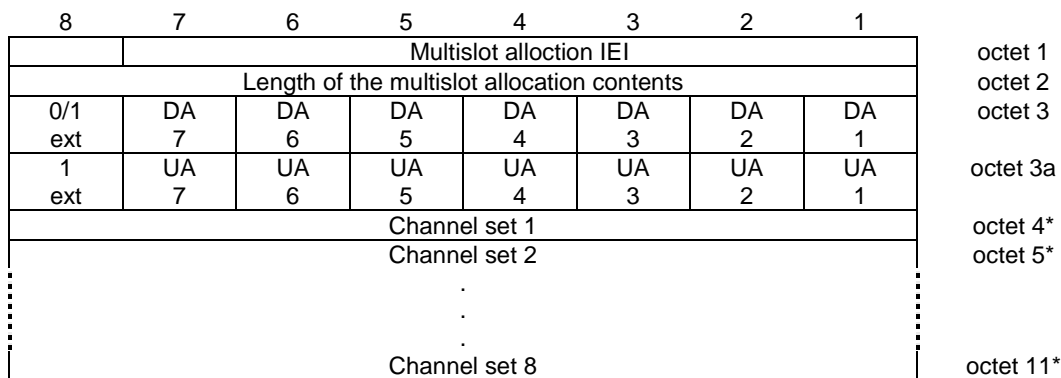 8 7 6 5 4 3 2 1
Multislot alloction IEI octet 1
Length of the multislot allocation contents octet 2
0/1 DA DA DA DA DA DA DA octet 3
ext 7 6 5 4 3 2 1
1 UA UA UA UA UA UA UA octet 3a
ext 7 6 5 4 3 2 1
Channel set 1 octet 4*
Channel set 2 octet 5*
.
.
.
Channel set 8 octet 11*